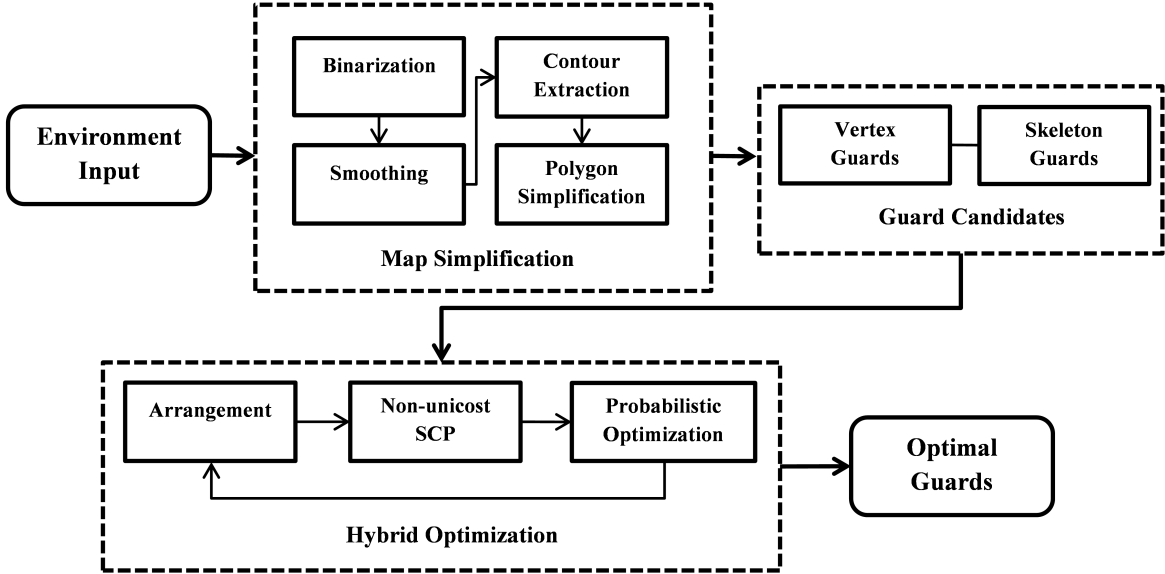 Environment
Input
Binarization
Smoothing
Contour
Extraction
Polygon
Simplification
Map Simplification
Vertex
Guards
Skeleton
Guards
Guard Candidates
Arrangement
Non-unicost
SCP
Probabilistic
Optimization
Hybrid Optimization
Optimal
Guards